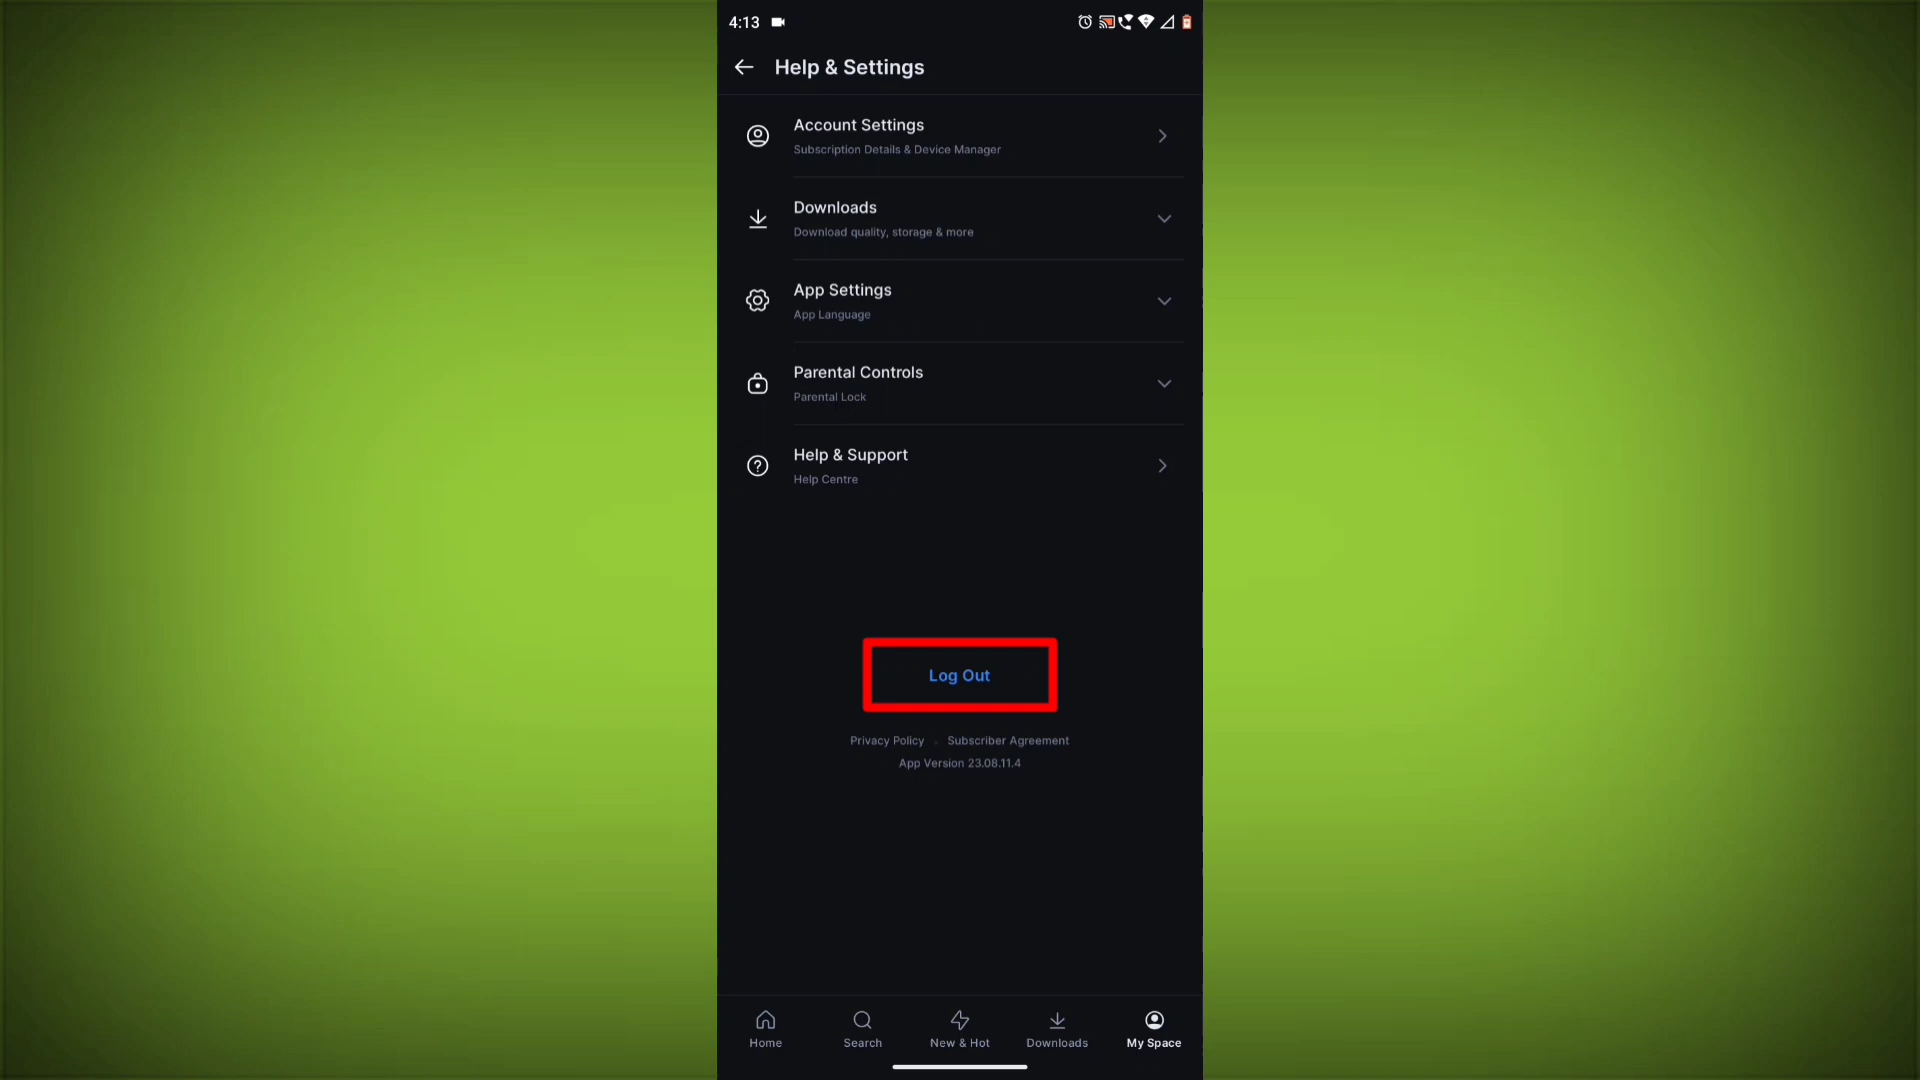 4:13
Help & Settings
Account Settings
Subscription Details & Device Manager
Downloads
Download quality, storage & more
App Settings
App Language
Parental Controls
Parental Lock
Help & Support
Help Centre
Log Out
Privacy Policy Subscriber Agreement
App Version 23.08.11.4
Home Search New & Hot Downloads My Space